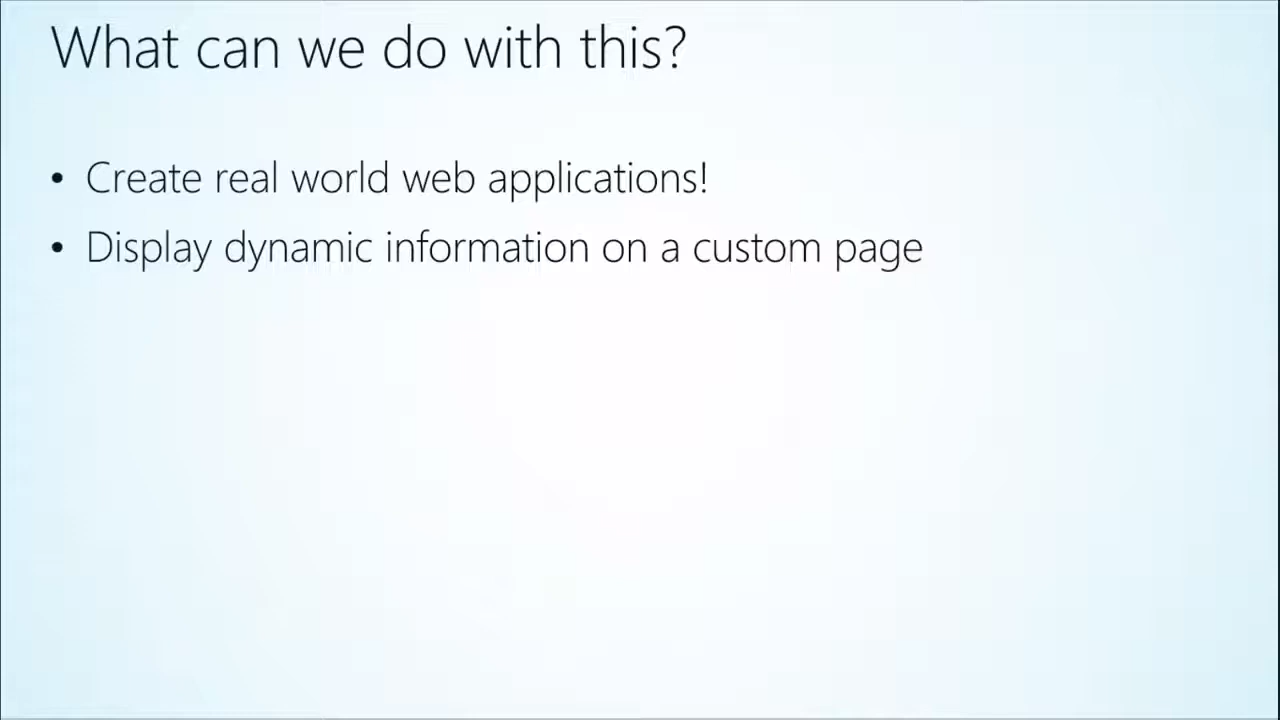 What can we do with this?
• Create real world web applications!
• Display dynamic information on a custom page